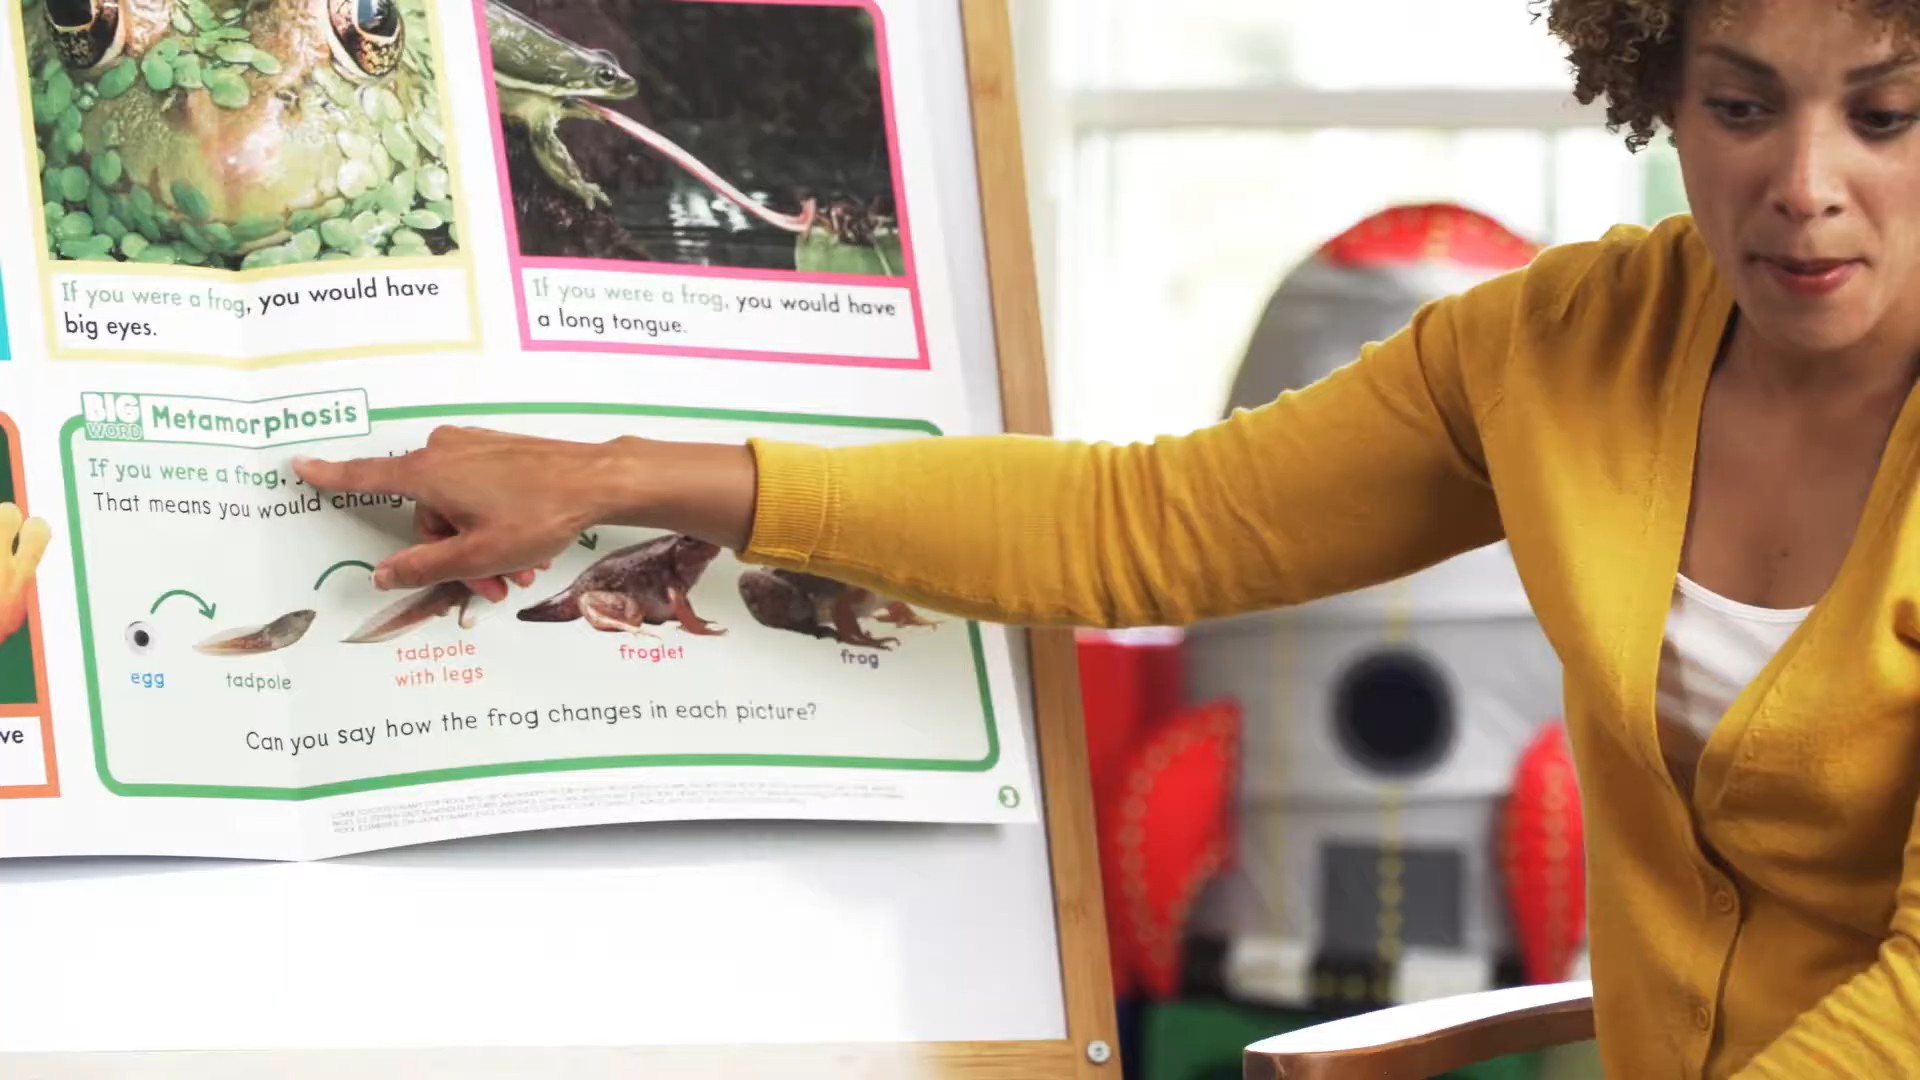 If you were a frog, you would have
big eyes.
If you were a frog, you would have
a long tongue.
BIG
WORD
Metamorphosis
If you were a frog,
That means you would change
egg
tadpole
tadpole
with legs
froglet
frog
Can you say how the frog changes in each picture?
ve
3